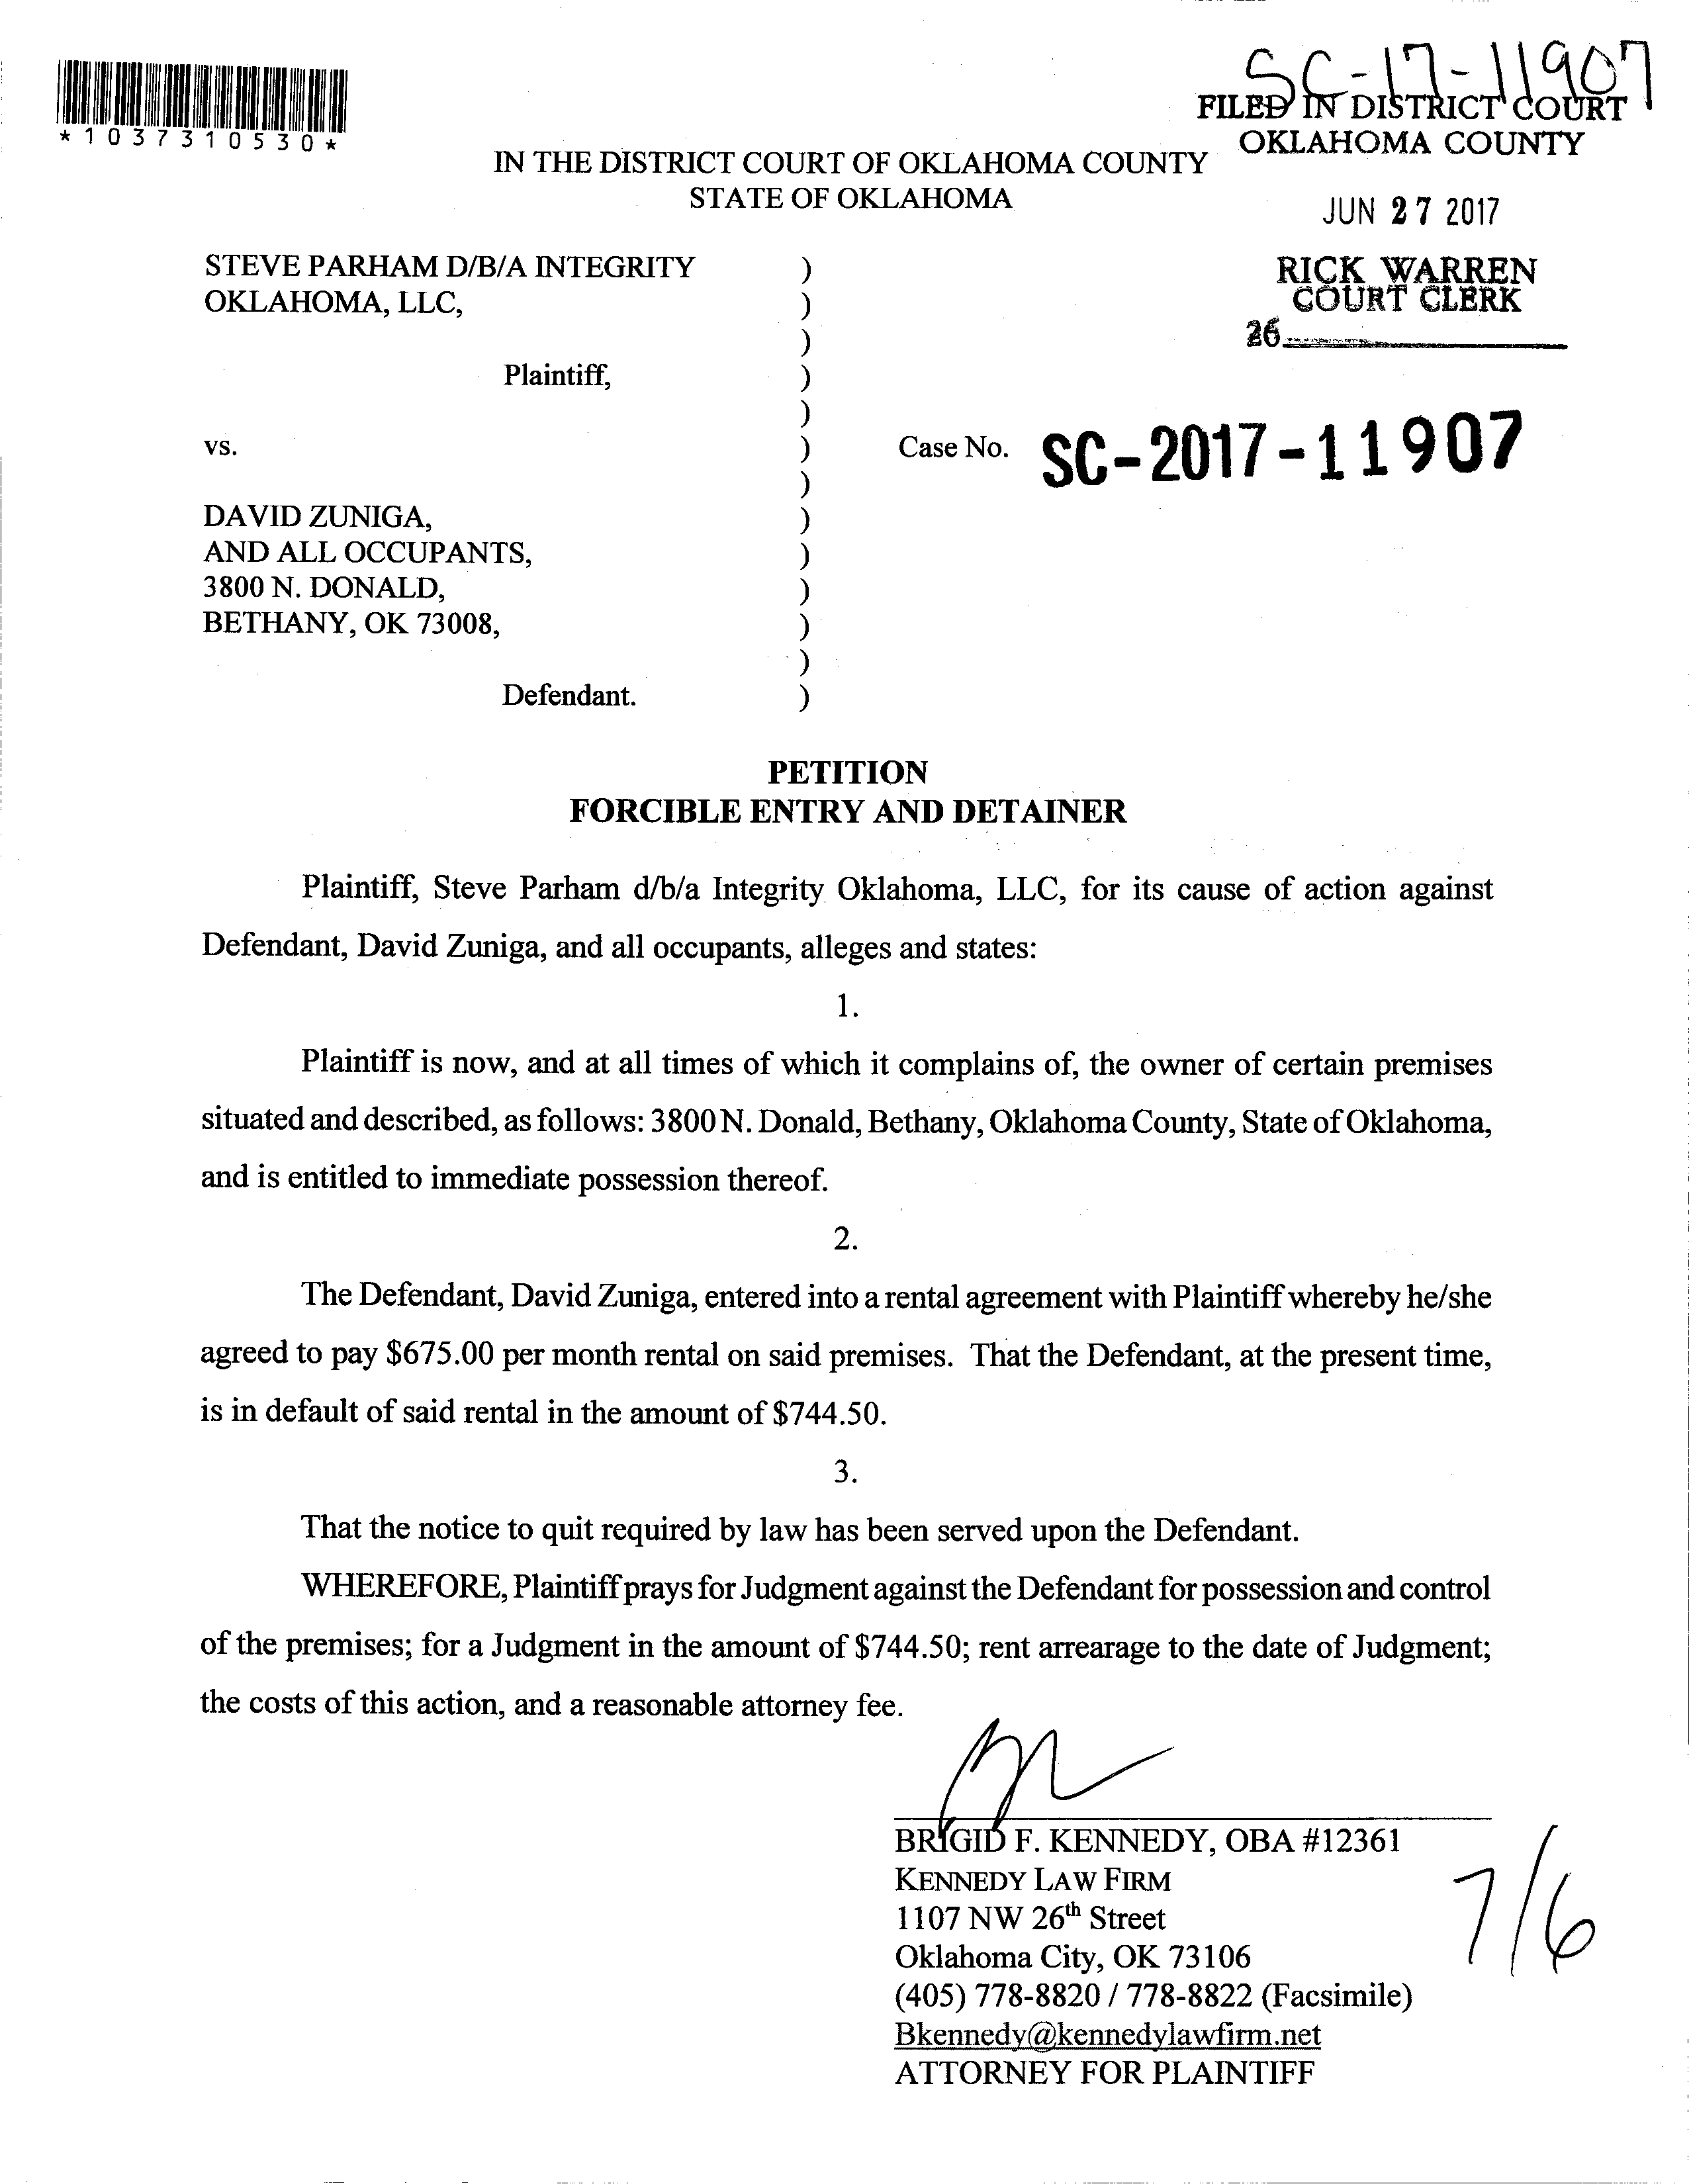 SC-17-11907
FILED IN DISTRICT COURT
OKLAHOMA COUNTY
*1037310530*
IN THE DISTRICT COURT OF OKLAHOMA COUNTY
STATE OF OKLAHOMA
JUN 27 2017
RICK WARREN
COURT CLERK
26
STEVE PARHAM D/B/A INTEGRITY )
OKLAHOMA, LLC, )
)
Plaintiff, )
)
vs. ) Case No. SC-2017-11907
)
DAVID ZUNIGA, )
AND ALL OCCUPANTS, )
3800 N. DONALD, )
BETHANY, OK 73008, )
)
Defendant. )
PETITION
FORCIBLE ENTRY AND DETAINER
Plaintiff, Steve Parham d/b/a Integrity Oklahoma, LLC, for its cause of action against
Defendant, David Zuniga, and all occupants, alleges and states:
1.
Plaintiff is now, and at all times of which it complains of, the owner of certain premises
situated and described, as follows: 3800 N. Donald, Bethany, Oklahoma County, State of Oklahoma,
and is entitled to immediate possession thereof.
2.
The Defendant, David Zuniga, entered into a rental agreement with Plaintiff whereby he/she
agreed to pay $675.00 per month rental on said premises. That the Defendant, at the present time,
is in default of said rental in the amount of $744.50.
3.
That the notice to quit required by law has been served upon the Defendant.
WHEREFORE, Plaintiff prays for Judgment against the Defendant for possession and control
of the premises; for a Judgment in the amount of $744.50; rent arrearage to the date of Judgment;
the costs of this action, and a reasonable attorney fee.
BRIGID F. KENNEDY, OBA #12361
KENNEDY LAW FIRM
1107 NW 26th Street
Oklahoma City, OK 73106
(405) 778-8820 / 778-8822 (Facsimile)
Bkennedy@kennedylawfirm.net
ATTORNEY FOR PLAINTIFF
7/6